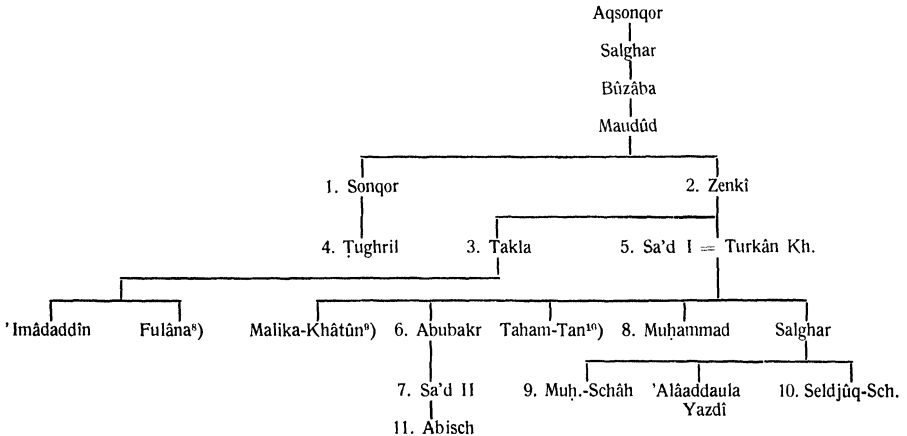 Aqsonqor
Salghar
Bûzâba
Maudûd
1. Sonqor 2. Zenkî
4. Ṭughril 3. Takla 5. Sa'd I = Turkân Kh.
'Imâdaddîn Fulâna⁸) Malika-Khâtûn⁹) 6. Abubakr Taham-Tan¹⁰) 8. Muḥammad Salghar
7. Sa'd II 9. Muḥ.-Schâh 'Alâaddaula 10. Seldjûq-Sch.
Yazdî
11. Abisch